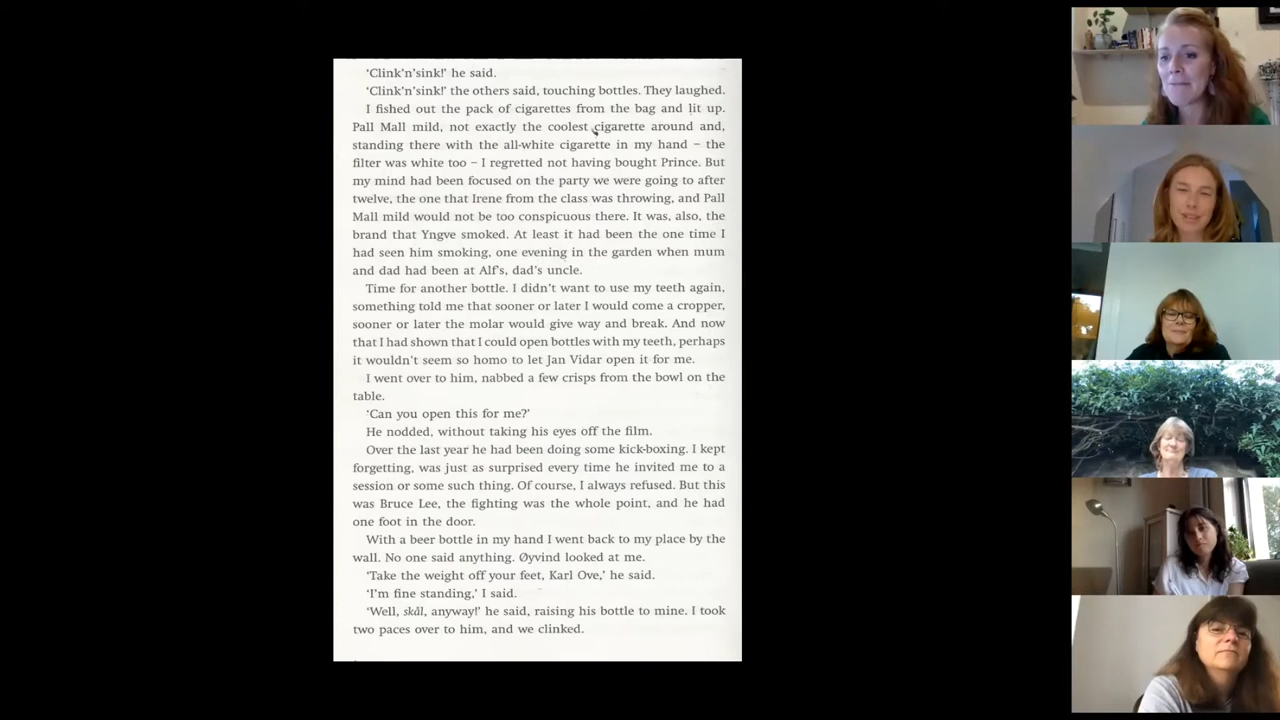 ‘Clink’n’sink!’ he said.
‘Clink’n’sink!’ the others said, touching bottles. They laughed.
I fished out the pack of cigarettes from the bag and lit up.
Pall Mall mild, not exactly the coolest cigarette around and,
standing there with the all-white cigarette in my hand – the
filter was white too – I regretted not having bought Prince. But
my mind had been focused on the party we were going to after
twelve, the one that Irene from the class was throwing, and Pall
Mall mild would not be too conspicuous there. It was, also, the
brand that Yngve smoked. At least it had been the one time I
had seen him smoking, one evening in the garden when mum
and dad had been at Alf’s, dad’s uncle.
Time for another bottle. I didn’t want to use my teeth again,
something told me that sooner or later I would come a cropper,
sooner or later the molar would give way and break. And now
that I had shown that I could open bottles with my teeth, perhaps
it wouldn’t seem so homo to let Jan Vidar open it for me.
I went over to him, nabbed a few crisps from the bowl on the
table.
‘Can you open this for me?’
He nodded, without taking his eyes off the film.
Over the last year he had been doing some kick-boxing. I kept
forgetting, was just as surprised every time he invited me to a
session or some such thing. Of course, I always refused. But this
was Bruce Lee, the fighting was the whole point, and he had
one foot in the door.
With a beer bottle in my hand I went back to my place by the
wall. No one said anything. Øyvind looked at me.
‘Take the weight off your feet, Karl Ove,’ he said.
‘I’m fine standing,’ I said.
‘Well, skål, anyway!’ he said, raising his bottle to mine. I took
two paces over to him, and we clinked.